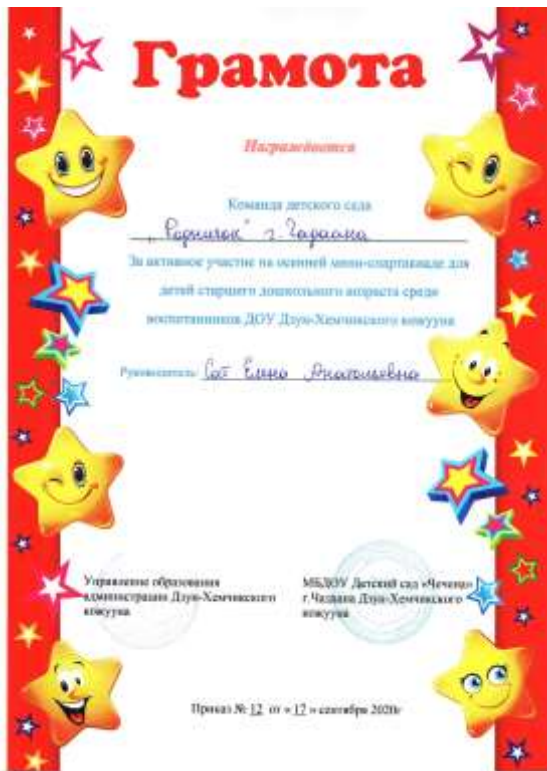 Грамота
Награждается
Команда детского сада
„Родничок" г. Чадаана
За активное участие на осенней мини-спартакиаде для
детей старшего дошкольного возраста среди
воспитанников ДОУ Дзун-Хемчикского кожууна
Руководитель: Сат Елена Анатольевна
Управление образования
администрации Дзун-Хемчикского
кожууна
МБДОУ Детский сад «Чечена»
г.Чадаана Дзун-Хемчикского
кожууна
Приказ № 12 от « 17 » сентября 2020г